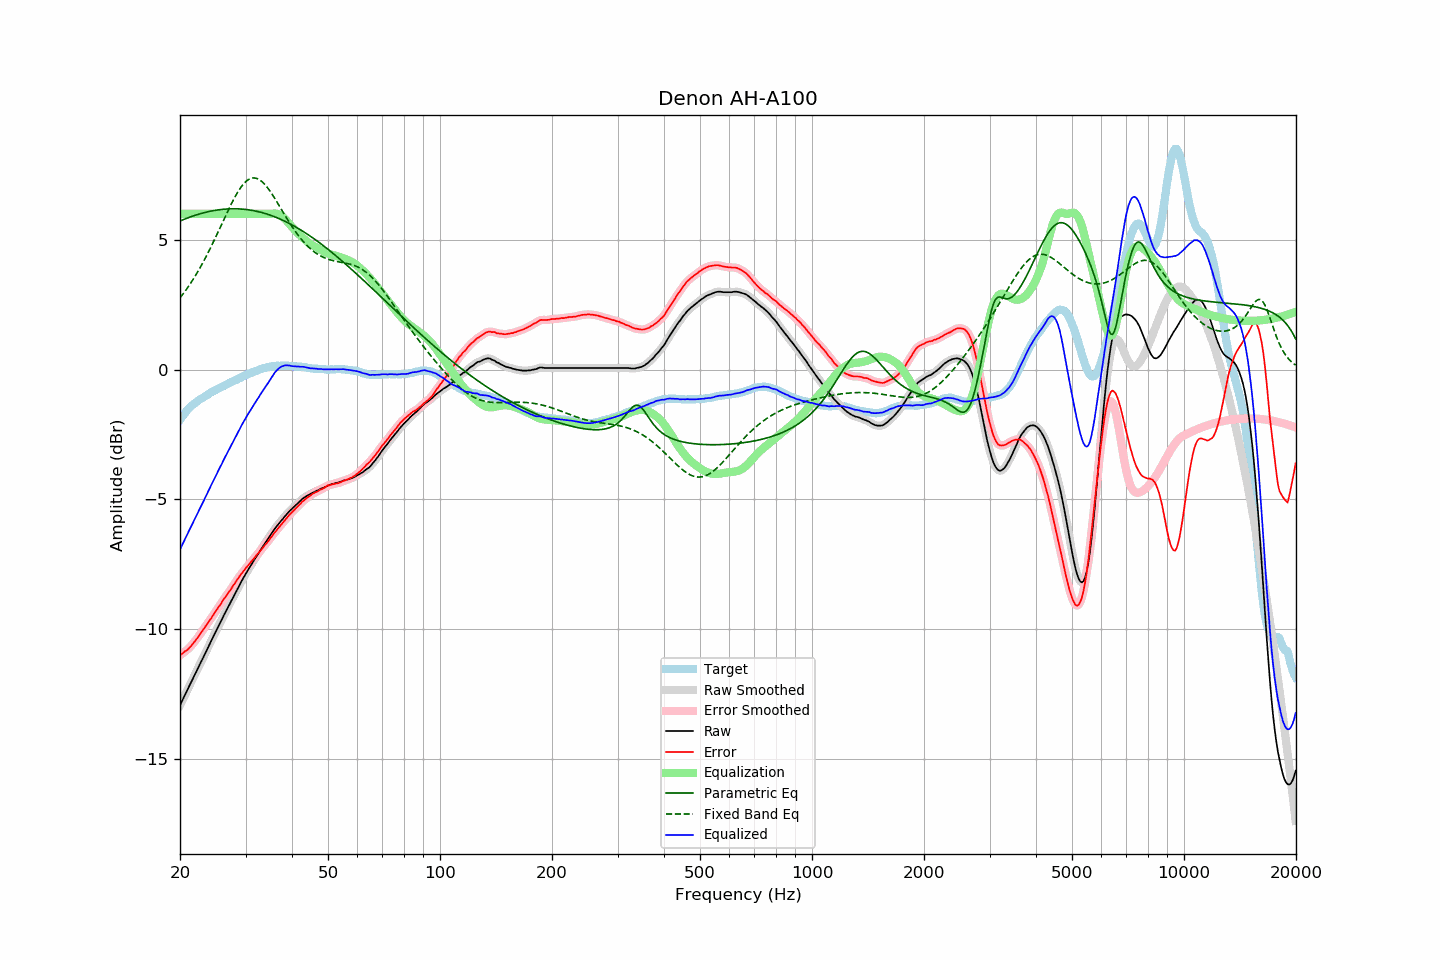 Denon AH-A100
Amplitude (dBr)
5
0
−5
−10
−15
Target
Raw Smoothed
Error Smoothed
Raw
Error
Equalization
Parametric Eq
Fixed Band Eq
Equalized
20 50 100 200 500 1000 2000 5000 10000 20000
Frequency (Hz)